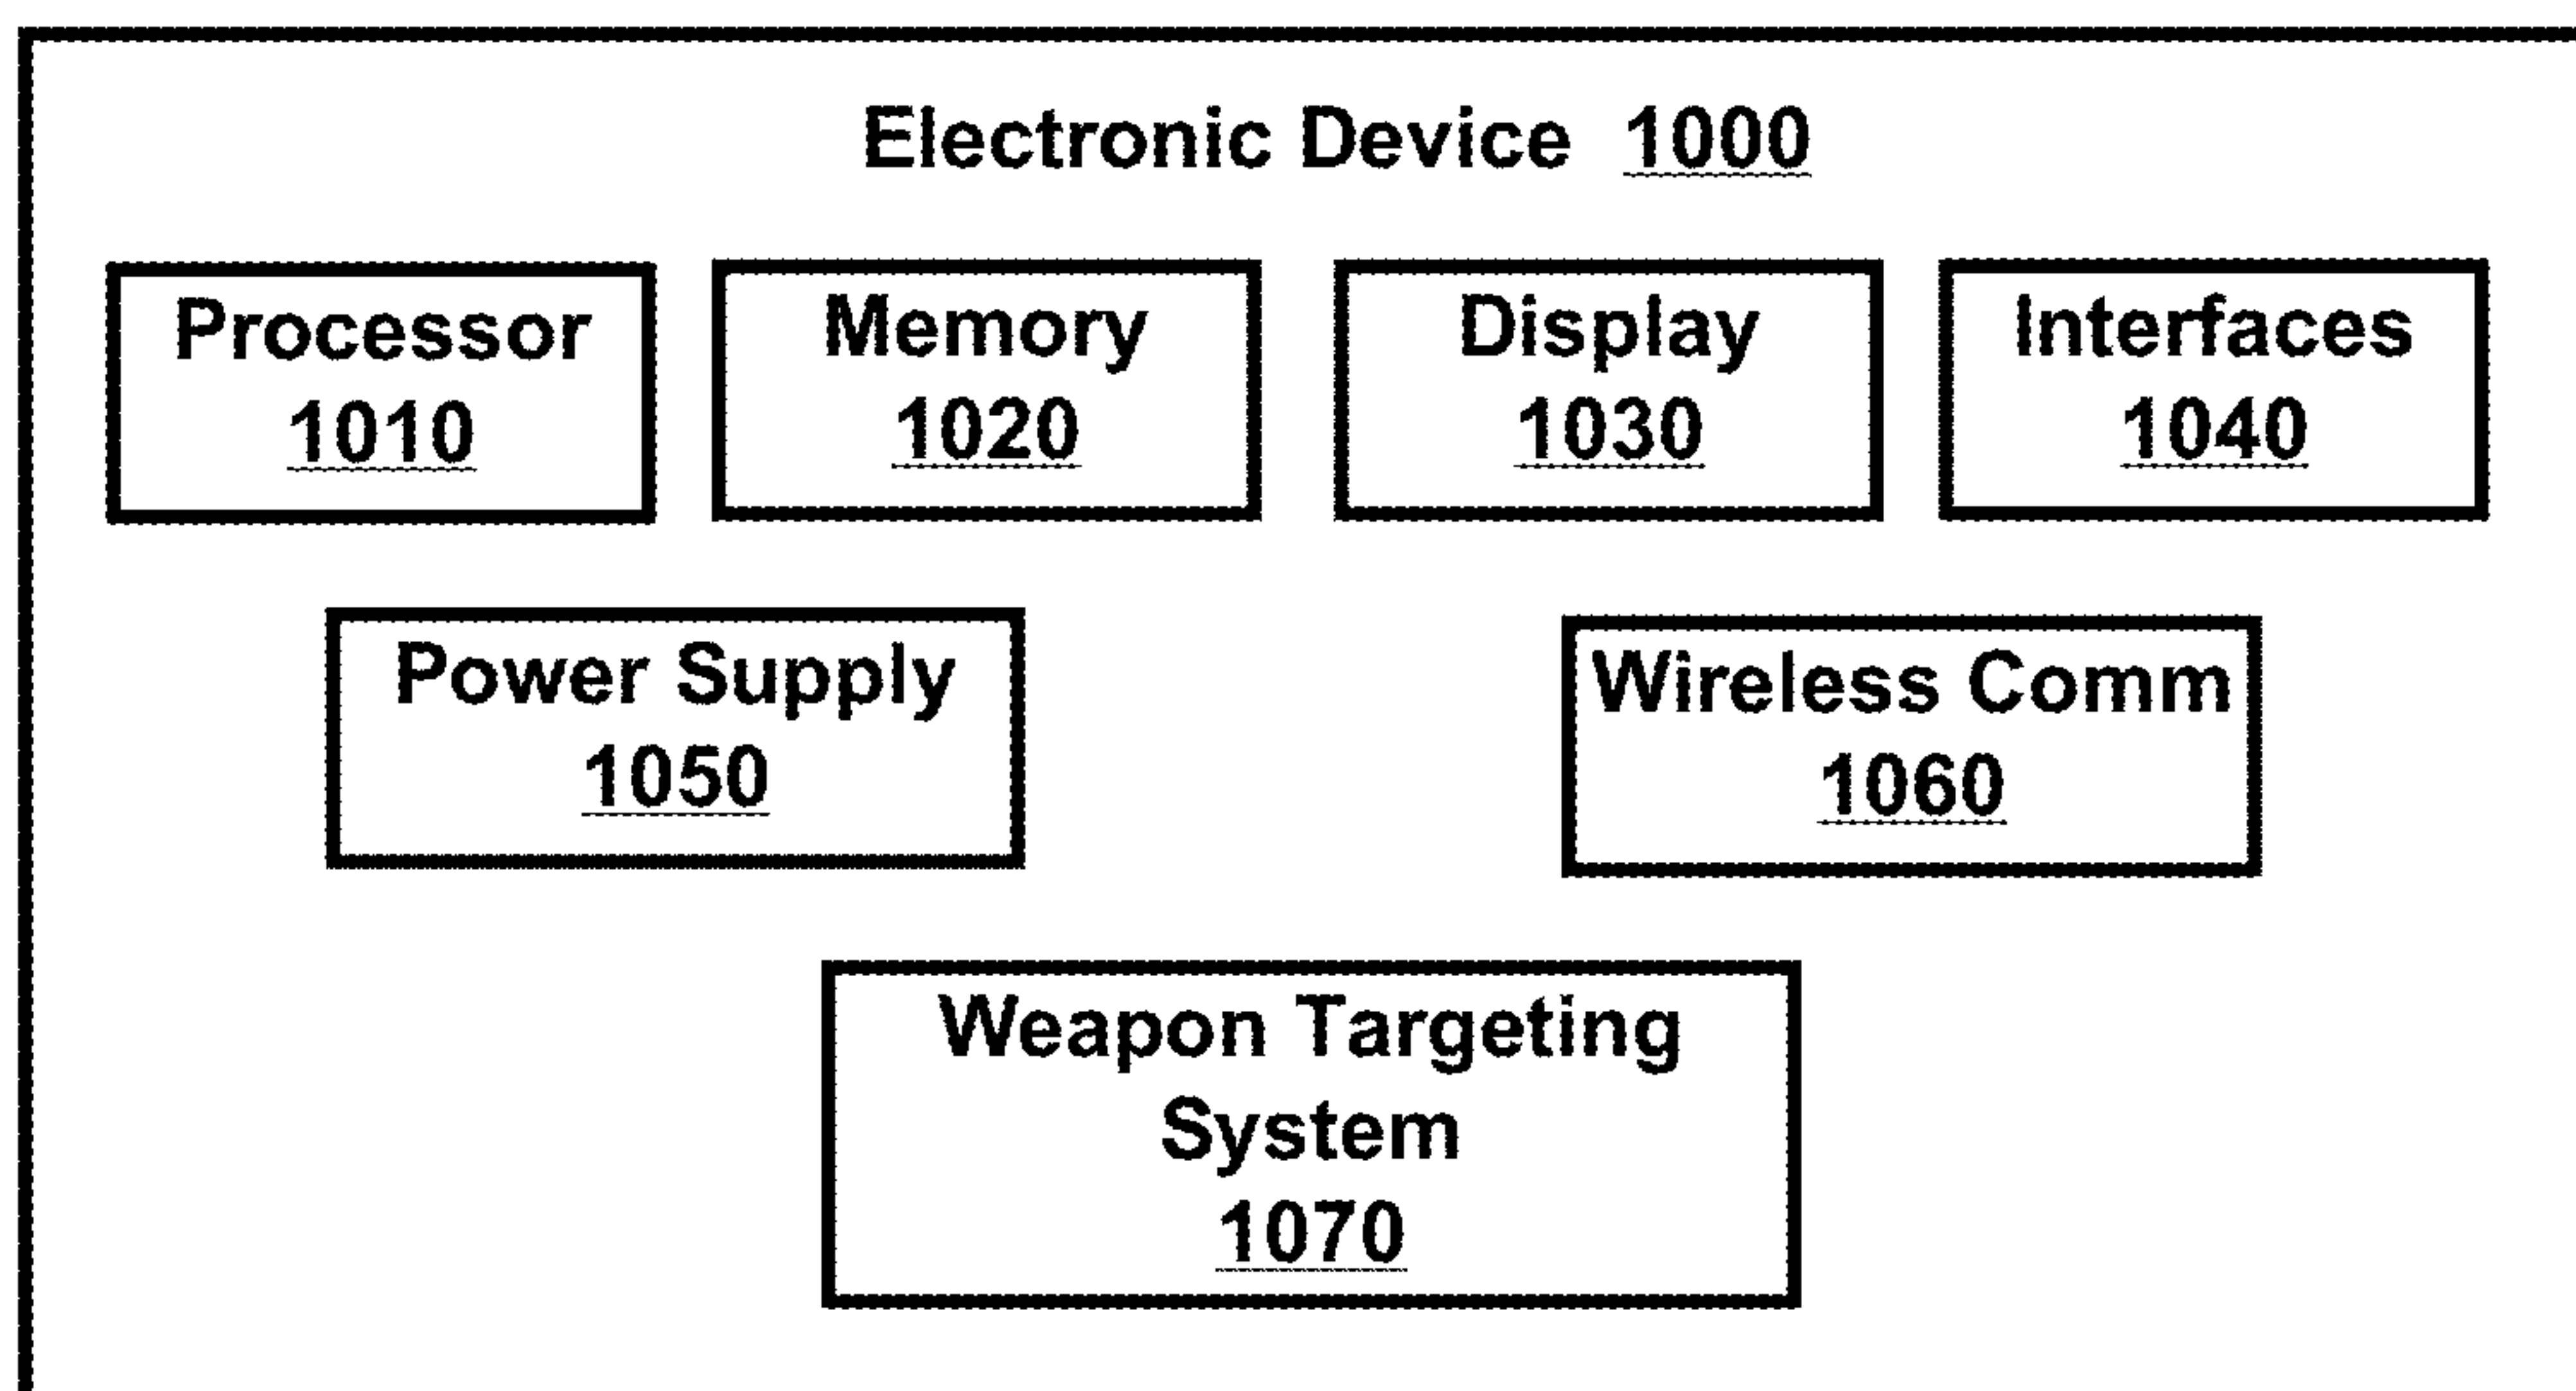 Electronic Device 1000
Processor
1010
Memory
1020
Display
1030
Interfaces
1040
Power Supply
1050
Wireless Comm
1060
Weapon Targeting
System
1070